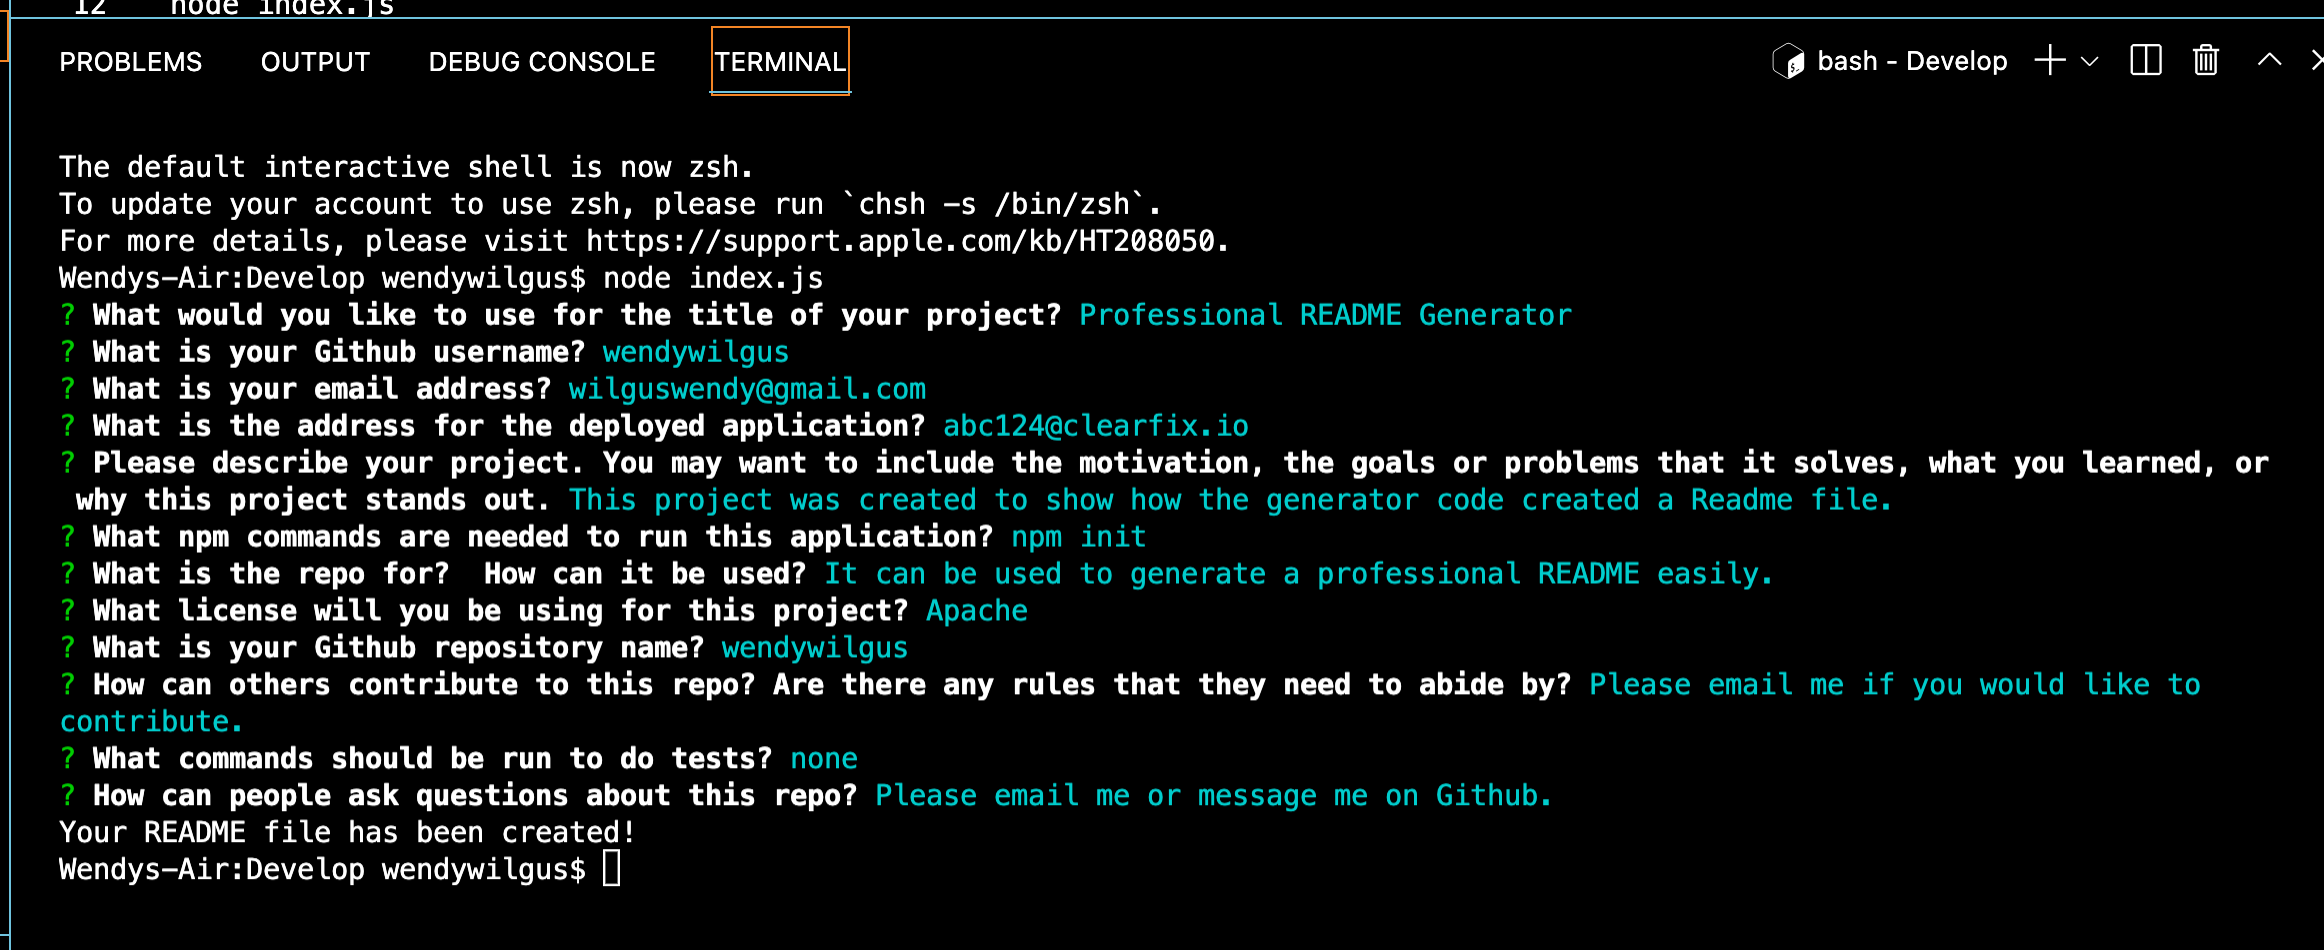 12 node index.js
PROBLEMS OUTPUT DEBUG CONSOLE TERMINAL bash - Develop
The default interactive shell is now zsh.
To update your account to use zsh, please run `chsh -s /bin/zsh`.
For more details, please visit https://support.apple.com/kb/HT208050.
Wendys-Air:Develop wendywilgus$ node index.js
? What would you like to use for the title of your project? Professional README Generator
? What is your Github username? wendywilgus
? What is your email address? wilguswendy@gmail.com
? What is the address for the deployed application? abc124@clearfix.io
? Please describe your project. You may want to include the motivation, the goals or problems that it solves, what you learned, or
why this project stands out. This project was created to show how the generator code created a Readme file.
? What npm commands are needed to run this application? npm init
? What is the repo for?  How can it be used? It can be used to generate a professional README easily.
? What license will you be using for this project? Apache
? What is your Github repository name? wendywilgus
? How can others contribute to this repo? Are there any rules that they need to abide by? Please email me if you would like to
contribute.
? What commands should be run to do tests? none
? How can people ask questions about this repo? Please email me or message me on Github.
Your README file has been created!
Wendys-Air:Develop wendywilgus$